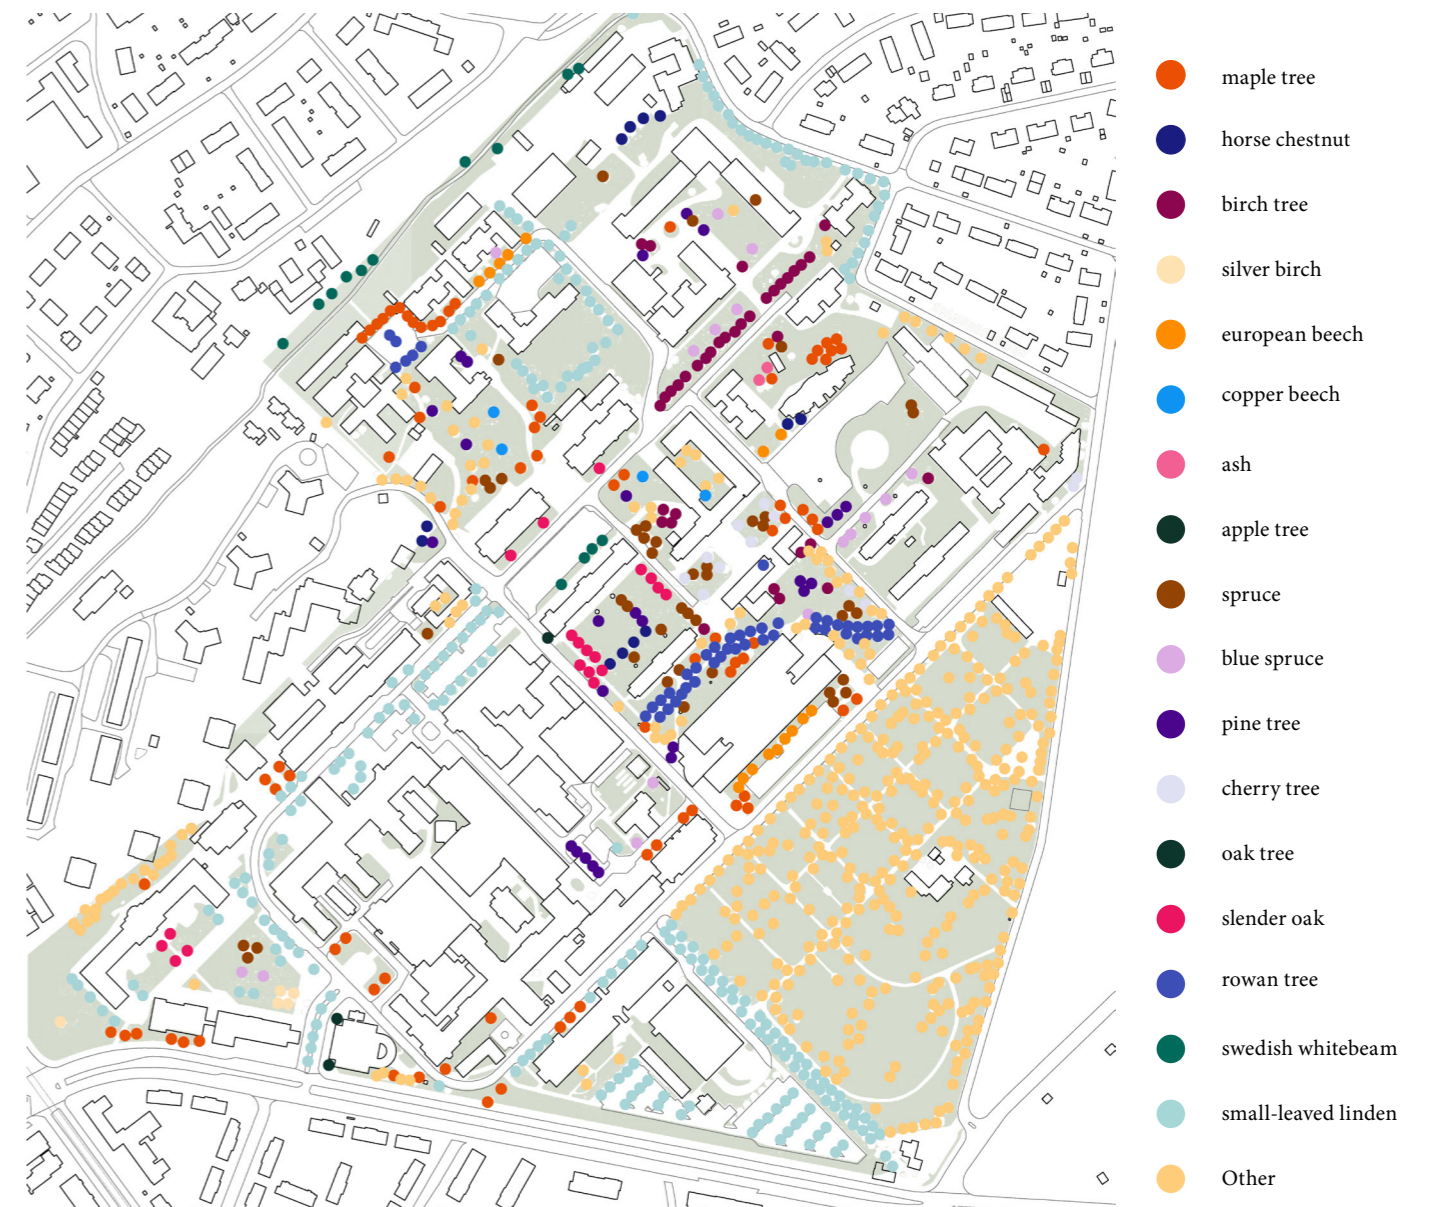 maple tree
horse chestnut
birch tree
silver birch
european beech
copper beech
ash
apple tree
spruce
blue spruce
pine tree
cherry tree
oak tree
slender oak
rowan tree
swedish whitebeam
small-leaved linden
Other